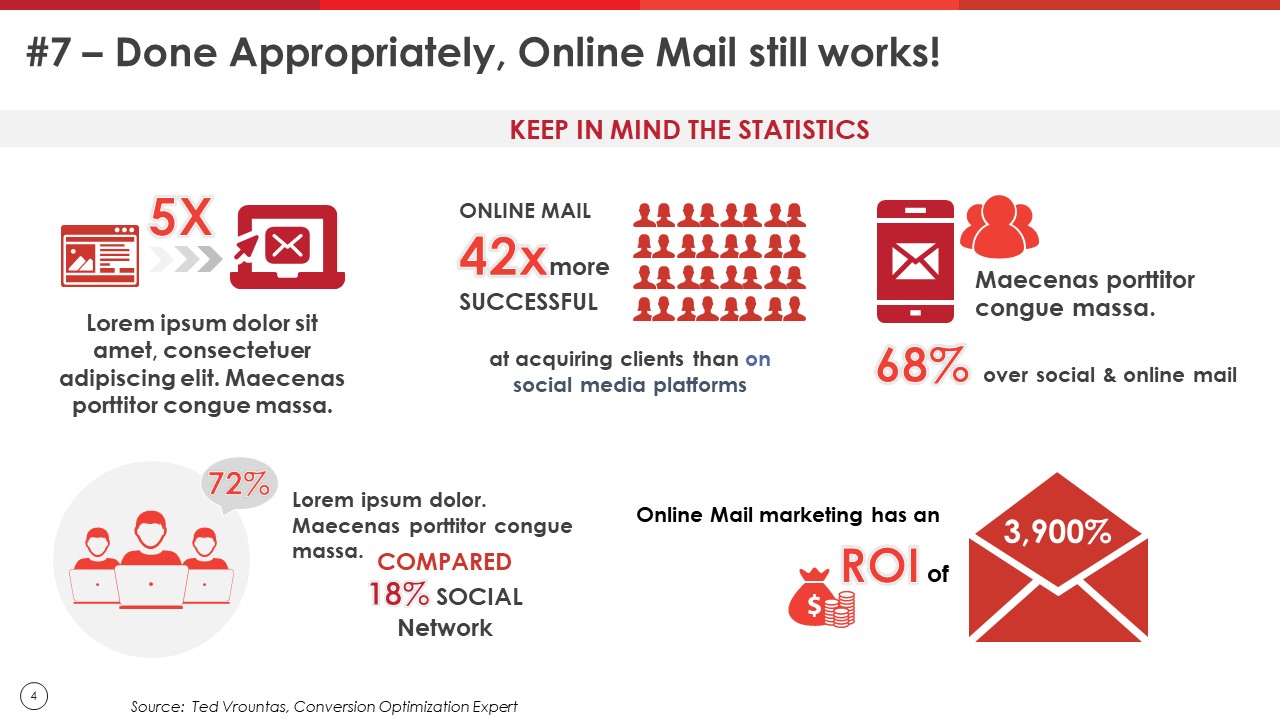 #7 – Done Appropriately, Online Mail still works!
KEEP IN MIND THE STATISTICS
5X
Lorem ipsum dolor sit
amet, consectetuer
adipiscing elit. Maecenas
porttitor congue massa.
ONLINE MAIL
42x more
SUCCESSFUL
at acquiring clients than on
social media platforms
Maecenas porttitor
congue massa.
68% over social & online mail
72%
Lorem ipsum dolor.
Maecenas porttitor congue
massa.
COMPARED
18% SOCIAL
Network
Online Mail marketing has an
ROI of
$
3,900%
4
Source: Ted Vrountas, Conversion Optimization Expert